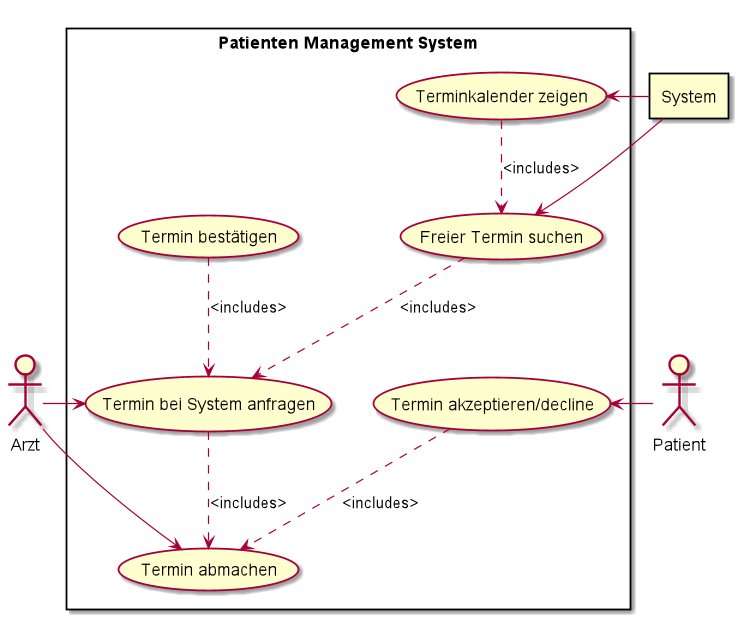 Patienten Management System
Terminkalender zeigen
System
<includes>
Termin bestätigen
Freier Termin suchen
<includes>
<includes>
Termin bei System anfragen
Termin akzeptieren/decline
Arzt
Patient
<includes>
<includes>
Termin abmachen